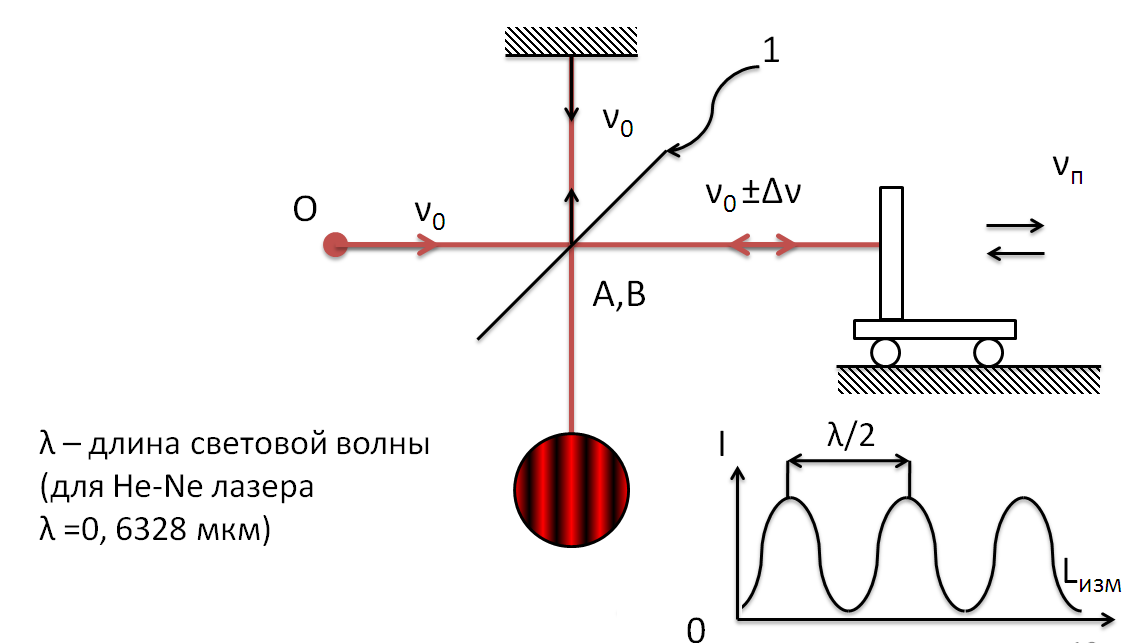 1
ν0
νп
ν0 ±Δν
О
ν0
А,В
λ – длина световой волны
(для He-Ne лазера
λ =0, 6328 мкм)
I
λ/2
Lизм
0